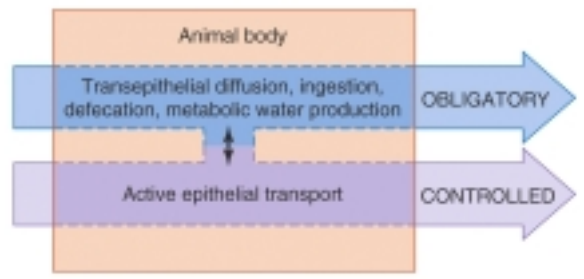 Animal body
Transepithelial diffusion, ingestion,
defecation, metabolic water production
OBLIGATORY
Active epithelial transport
CONTROLLED